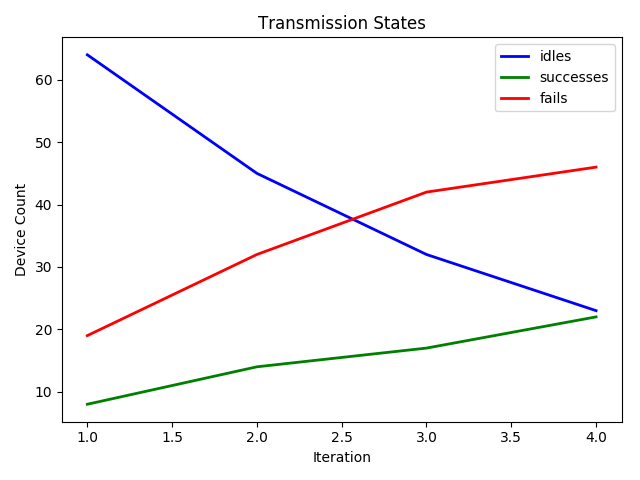 Transmission States
idles
successes
fails
Device Count
60
50
40
30
20
10
1.0 1.5 2.0 2.5 3.0 3.5 4.0
Iteration